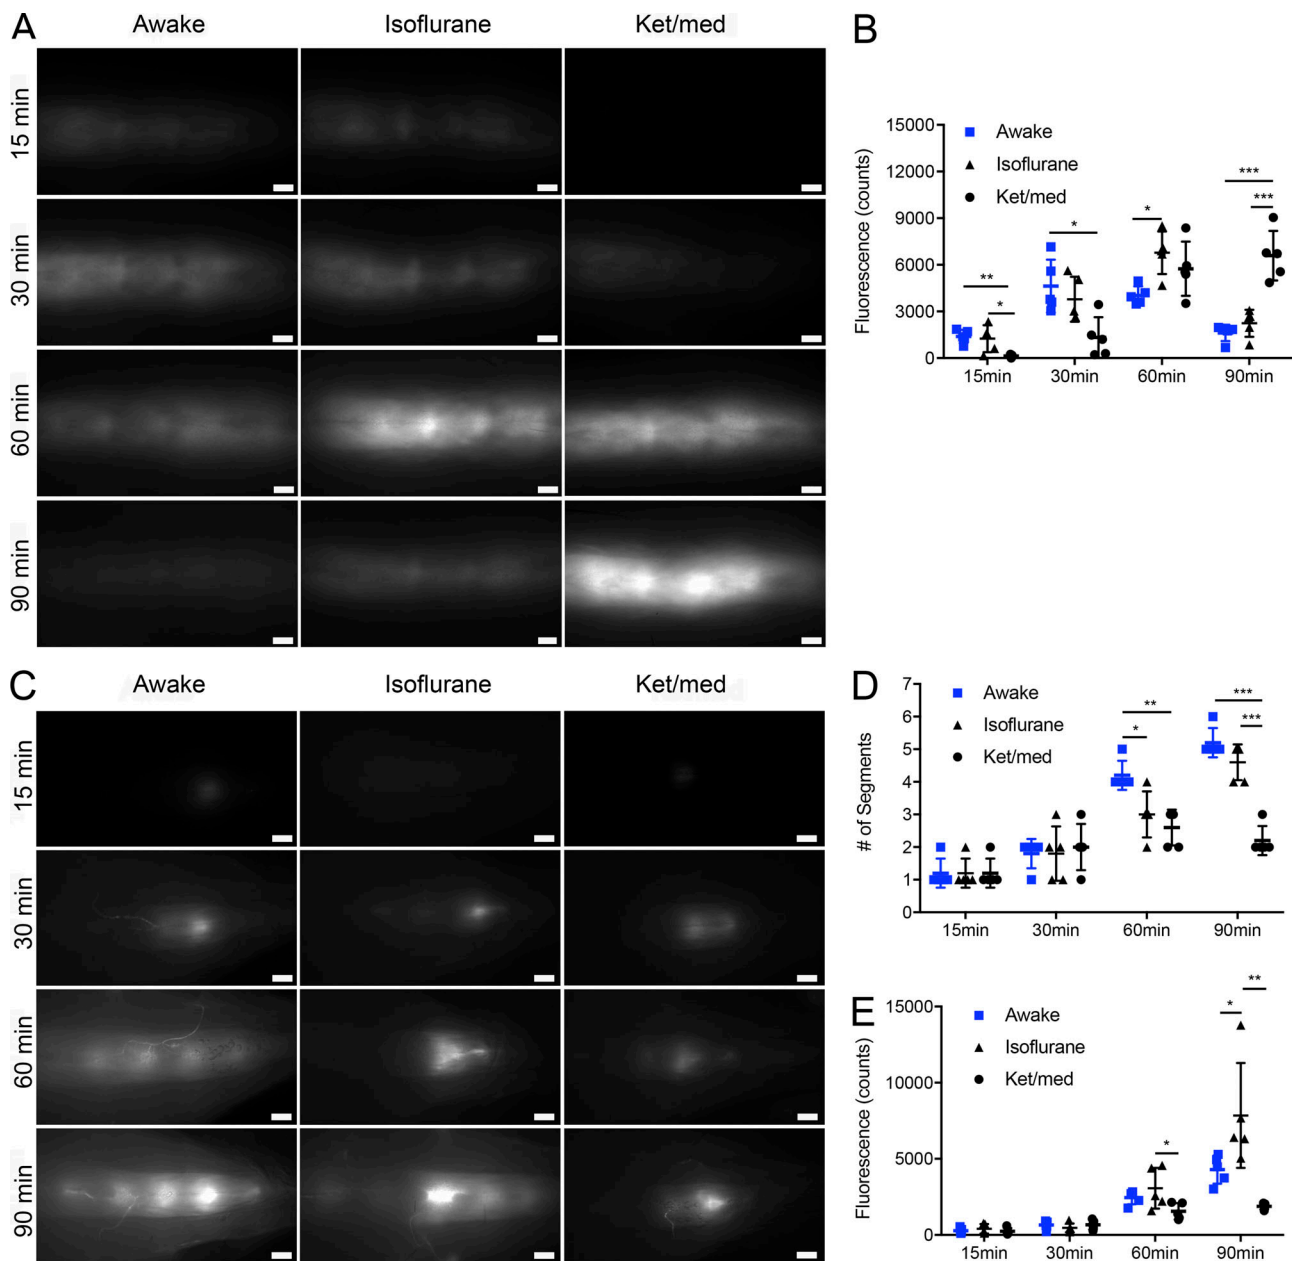 A
Awake Isoflurane Ket/med
15 min
30 min
60 min
90 min
B
Fluorescence (counts)
15000
12000
9000
6000
3000
0
Awake
Isoflurane
Ket/med
** * * * *** ***
15min 30min 60min 90min
C
Awake Isoflurane Ket/med
15 min
30 min
60 min
90 min
D
# of Segments
7
6
5
4
3
2
1
0
Awake
Isoflurane
Ket/med
** * *** ***
15min 30min 60min 90min
E
Fluorescence (counts)
15000
10000
5000
0
Awake
Isoflurane
Ket/med
* * **
15min 30min 60min 90min